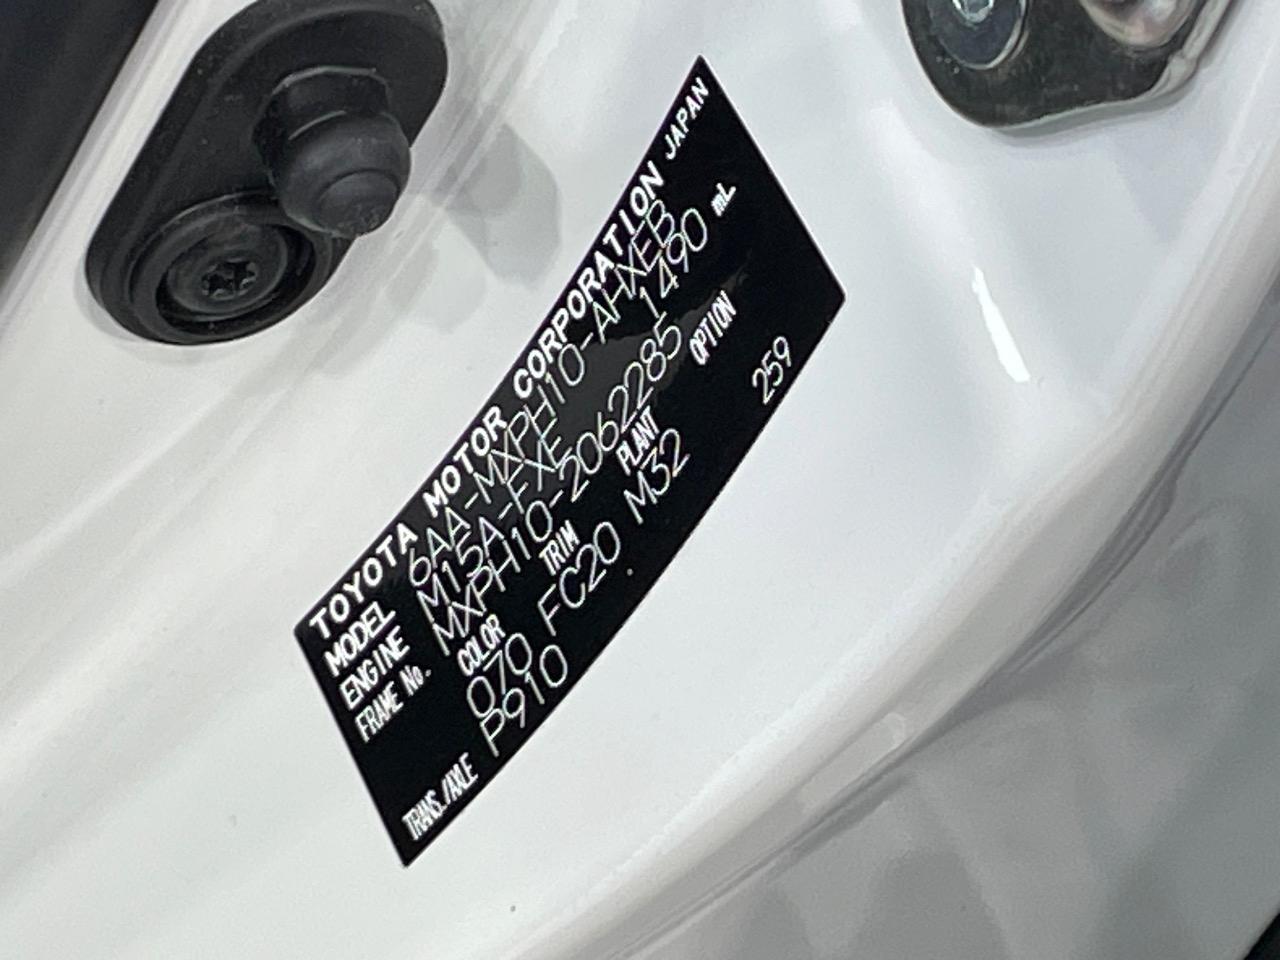 TOYOTA MOTOR CORPORATION JAPAN
MODEL 6AA-MXPH10-AHXEB
ENGINE M15A-FXE 1490 mL
FRAME No. MXPH10-2062285
COLOR TRIM PLANT OPTION
070 FC20 M32 259
TRANS./AXLE P910